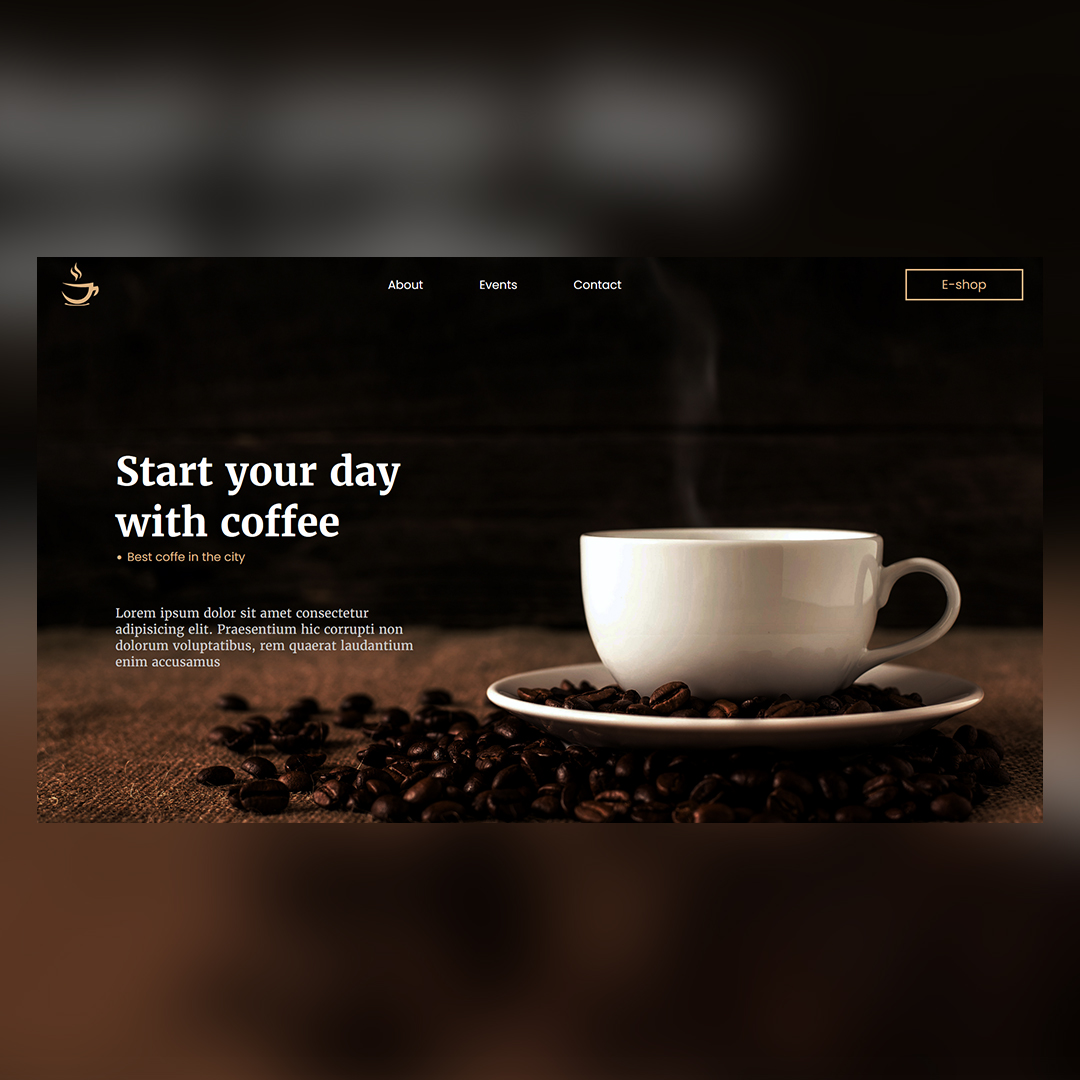 About Events Contact E-shop
Start your day
with coffee
• Best coffe in the city
Lorem ipsum dolor sit amet consectetur
adipisicing elit. Praesentium hic corrupti non
dolorum voluptatibus, rem quaerat laudantium
enim accusamus